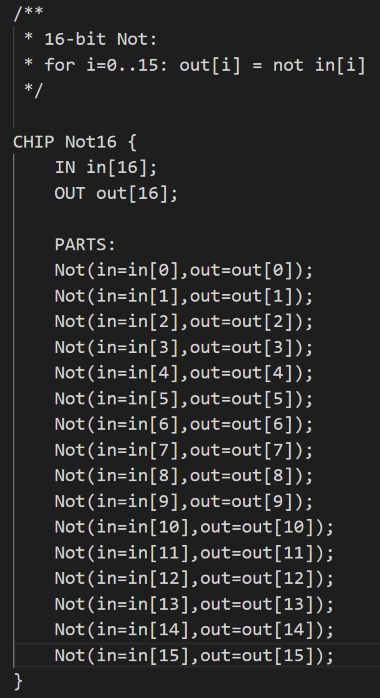 /**
 * 16-bit Not:
 * for i=0..15: out[i] = not in[i]
 */

CHIP Not16 {
    IN in[16];
    OUT out[16];

    PARTS:
    Not(in=in[0],out=out[0]);
    Not(in=in[1],out=out[1]);
    Not(in=in[2],out=out[2]);
    Not(in=in[3],out=out[3]);
    Not(in=in[4],out=out[4]);
    Not(in=in[5],out=out[5]);
    Not(in=in[6],out=out[6]);
    Not(in=in[7],out=out[7]);
    Not(in=in[8],out=out[8]);
    Not(in=in[9],out=out[9]);
    Not(in=in[10],out=out[10]);
    Not(in=in[11],out=out[11]);
    Not(in=in[12],out=out[12]);
    Not(in=in[13],out=out[13]);
    Not(in=in[14],out=out[14]);
    Not(in=in[15],out=out[15]);
}